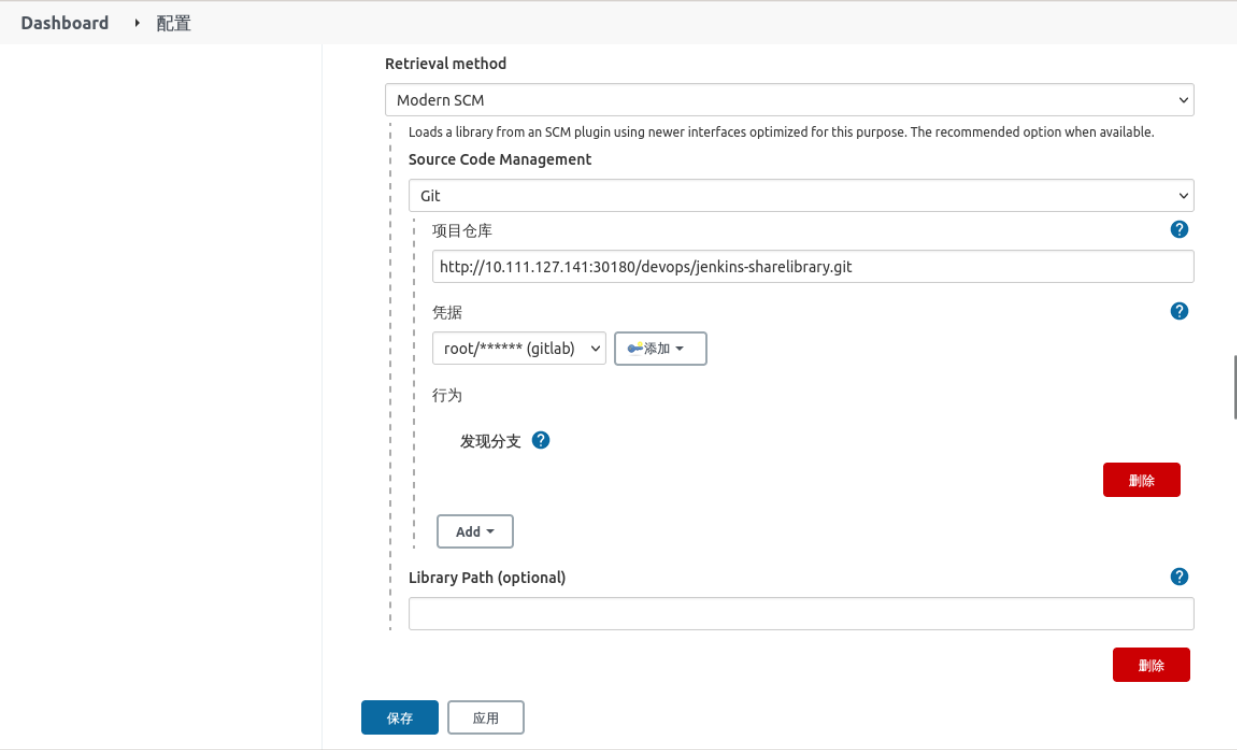 Dashboard 配置
Retrieval method
Modern SCM
Loads a library from an SCM plugin using newer interfaces optimized for this purpose. The recommended option when available.
Source Code Management
Git
项目仓库 ?
http://10.111.127.141:30180/devops/jenkins-sharelibrary.git
凭据 ?
root/****** (gitlab) 添加
行为
发现分支 ?
删除
Add
Library Path (optional) ?
删除
保存 应用